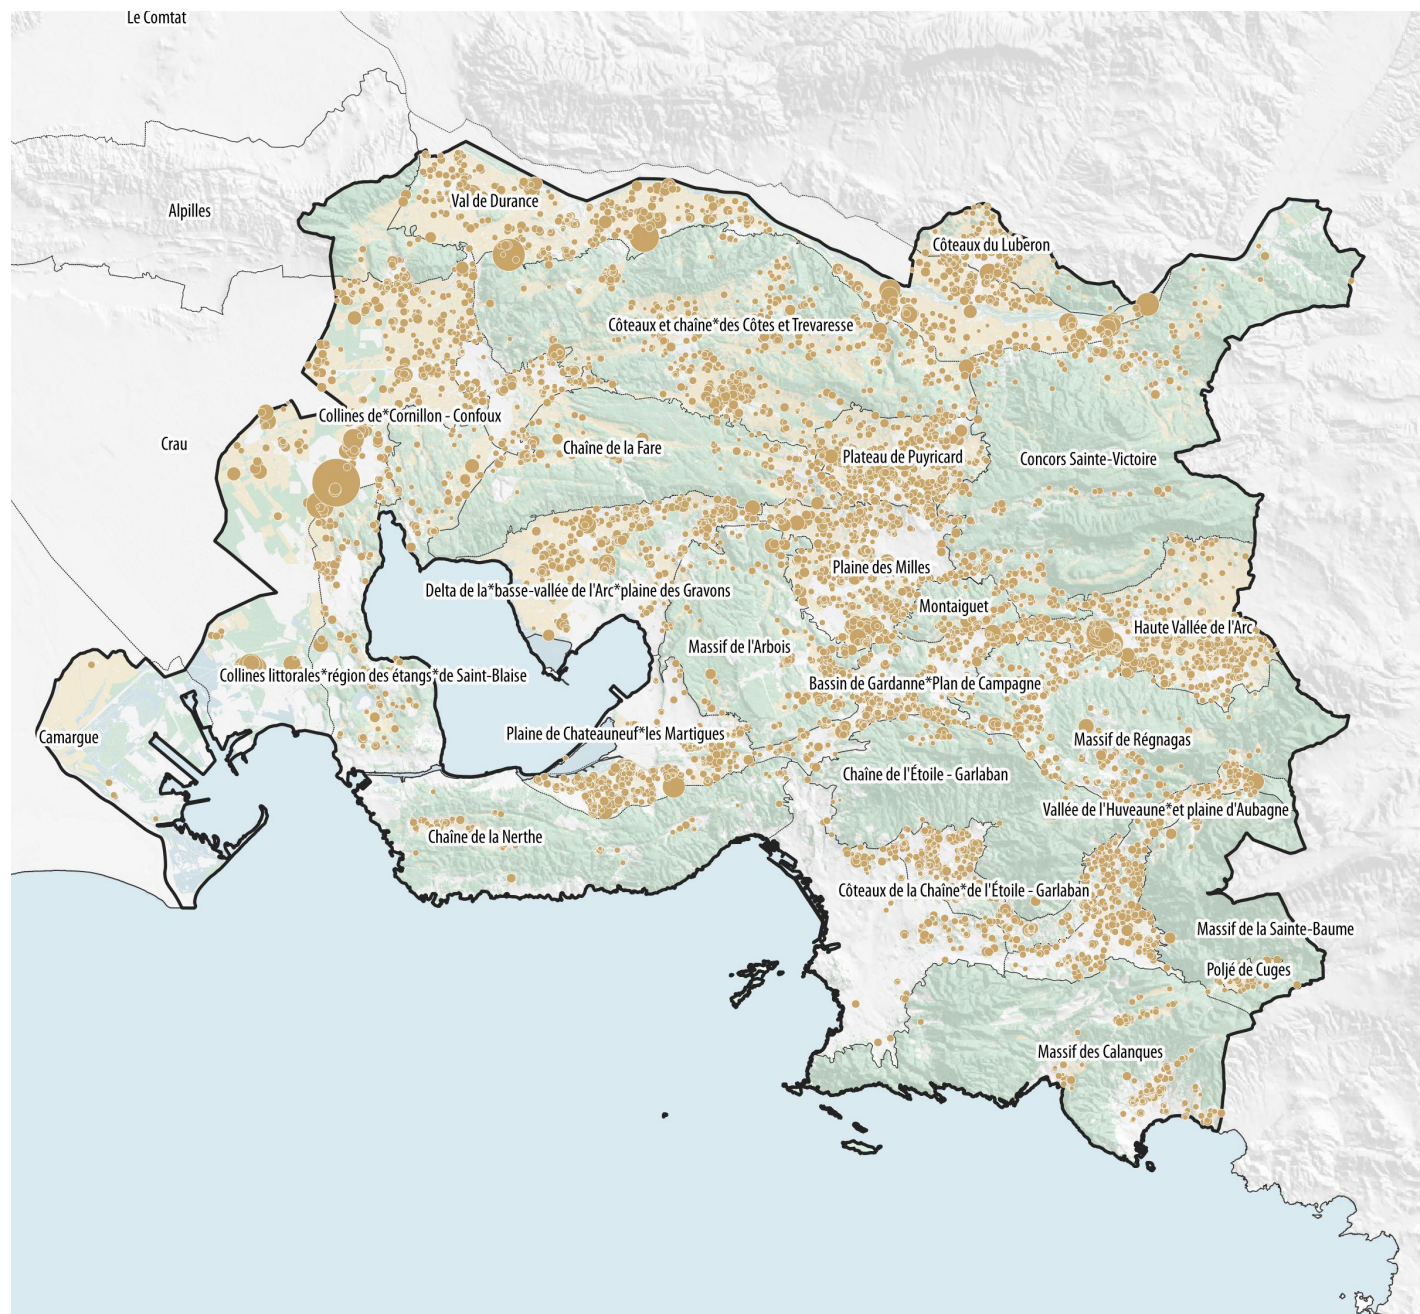 Le Comtat
Val de Durance
Alpilles
Côteaux du Luberon
Côteaux et chaîne*des Côtes et Trevaresse
Collines de*Cornillon - Confoux
Crau
Chaîne de la Fare
Plateau de Puyricard
Concors Sainte-Victoire
Plaine des Milles
Delta de la*basse-vallée de l'Arc*plaine des Gravons
Montaiguet
Haute Vallée de l'Arc
Massif de l'Arbois
Collines littorales*région des étangs*de Saint-Blaise
Bassin de Gardanne*Plan de Campagne
Camargue
Plaine de Chateauneuf*les Martigues
Massif de Régnagas
Chaîne de l'Étoile - Garlaban
Vallée de l'Huveaune*et plaine d'Aubagne
Chaîne de la Nerthe
Côteaux de la Chaîne*de l'Étoile - Garlaban
Massif de la Sainte-Baume
Poljé de Cuges
Massif des Calanques